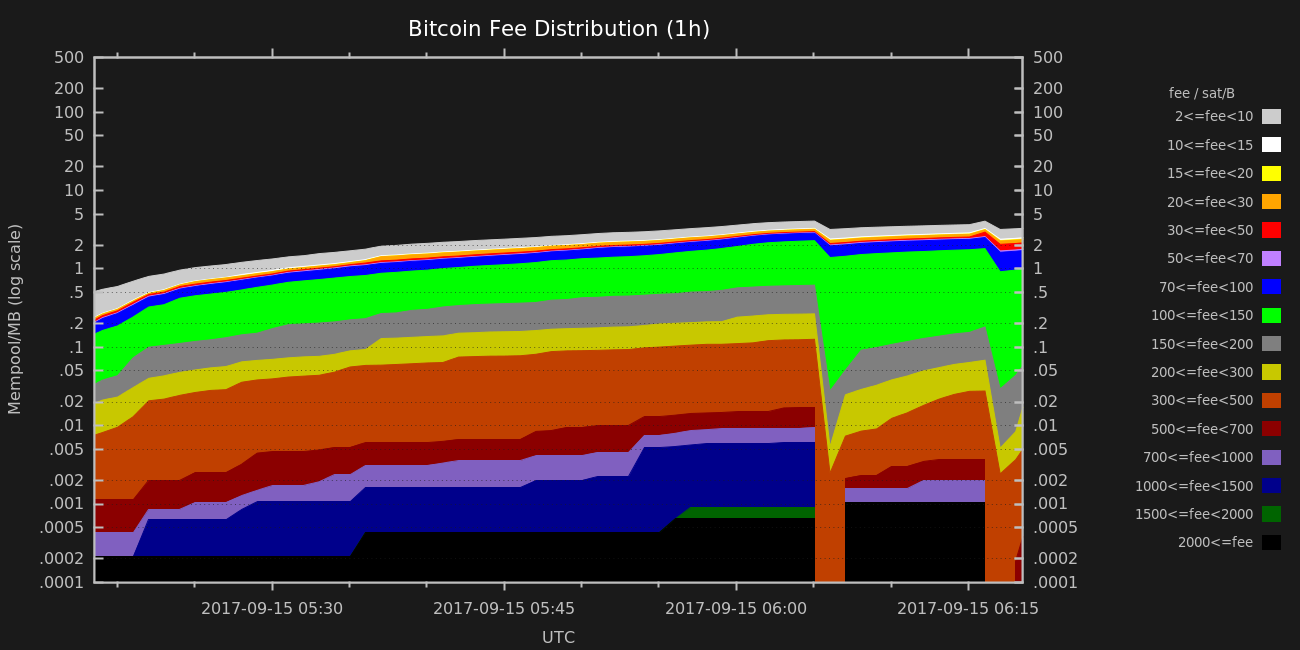 Bitcoin Fee Distribution (1h)
500
200
100
50
20
10
5
2
1
.5
.2
.1
.05
.02
.01
.005
.002
.001
.0005
.0002
.0001
Mempool/MB (log scale)
500
200
100
50
20
10
5
2
1
.5
.2
.1
.05
.02
.01
.005
.002
.001
.0005
.0002
.0001
2017-09-15 05:30 2017-09-15 05:45 2017-09-15 06:00 2017-09-15 06:15
UTC
fee / sat/B
2<=fee<10
10<=fee<15
15<=fee<20
20<=fee<30
30<=fee<50
50<=fee<70
70<=fee<100
100<=fee<150
150<=fee<200
200<=fee<300
300<=fee<500
500<=fee<700
700<=fee<1000
1000<=fee<1500
1500<=fee<2000
2000<=fee